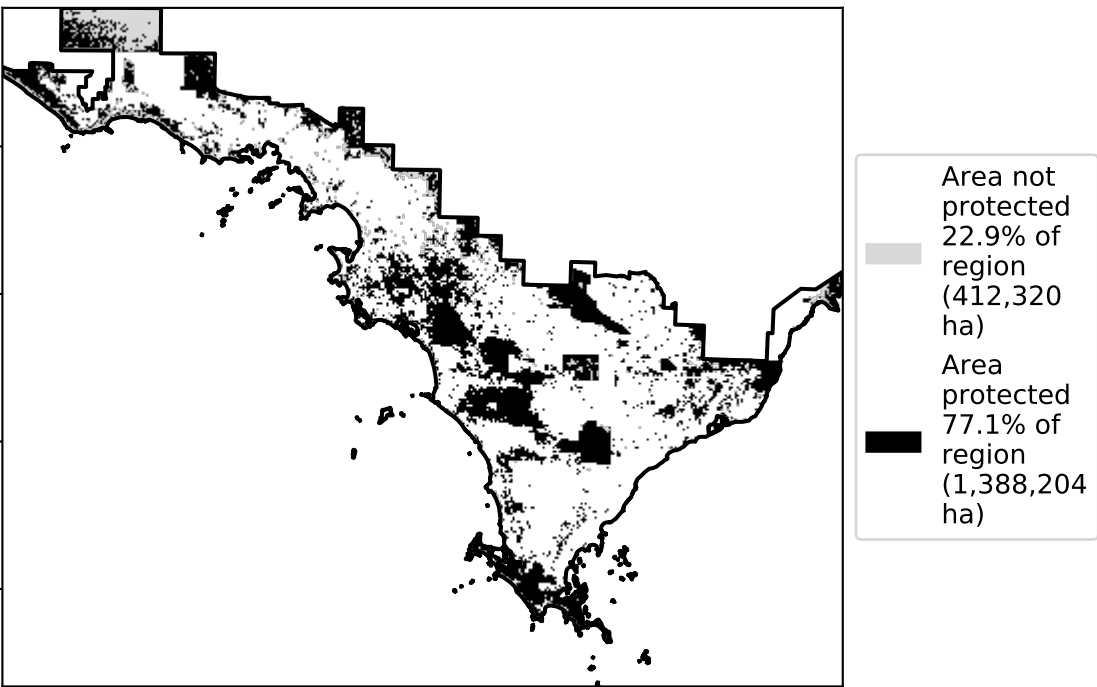 Area not
protected
22.9% of
region
(412,320
ha)
Area
protected
77.1% of
region
(1,388,204
ha)